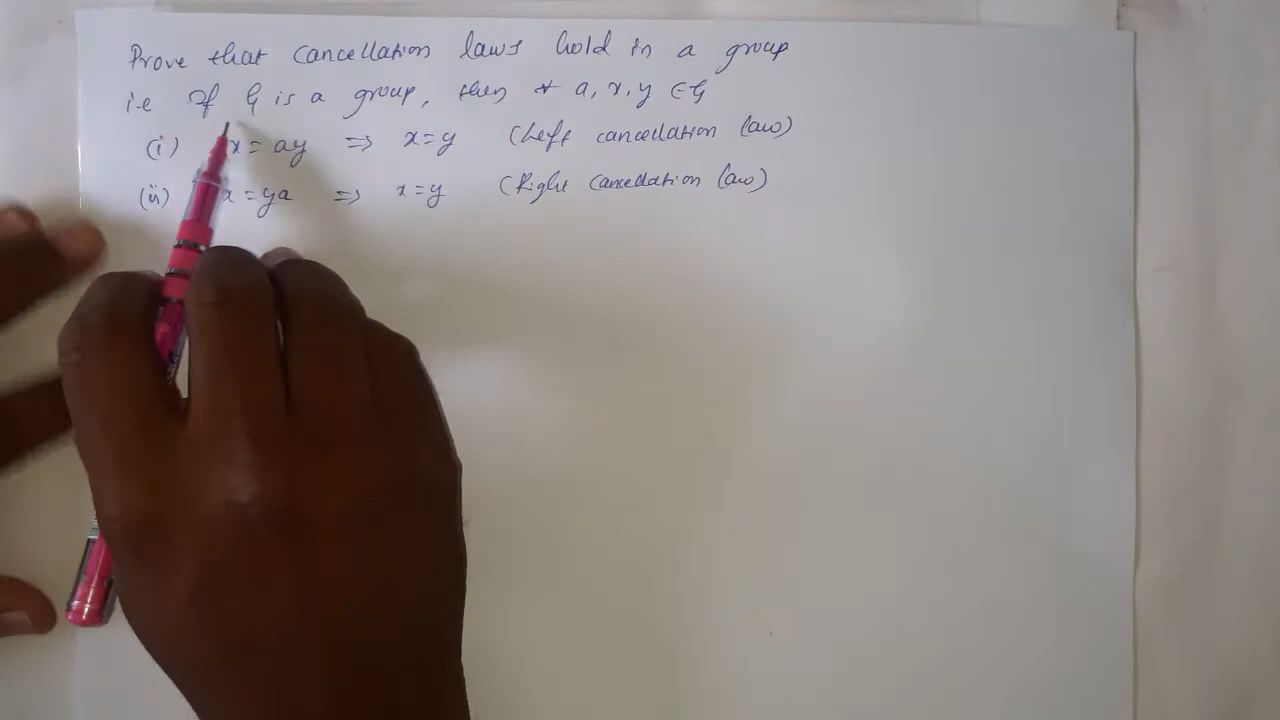 Prove that cancellation laws hold in a group
i.e If G is a group, then ∀ a, x, y ∈ G
(i) x = ay ⇒ x = y (Left cancellation law)
(ii) x = ya ⇒ x = y (Right cancellation law)